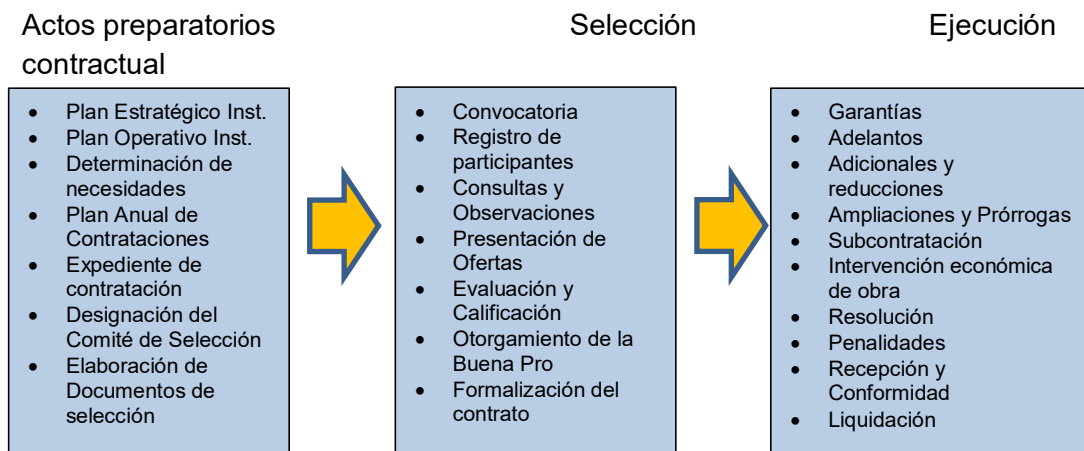 Actos preparatorios Selección Ejecución
contractual
• Plan Estratégico Inst.
• Plan Operativo Inst.
• Determinación de
necesidades
• Plan Anual de
Contrataciones
• Expediente de
contratación
• Designación del
Comité de Selección
• Elaboración de
Documentos de
selección
• Convocatoria
• Registro de
participantes
• Consultas y
Observaciones
• Presentación de
Ofertas
• Evaluación y
Calificación
• Otorgamiento de la
Buena Pro
• Formalización del
contrato
• Garantías
• Adelantos
• Adicionales y
reducciones
• Ampliaciones y Prórrogas
• Subcontratación
• Intervención económica
de obra
• Resolución
• Penalidades
• Recepción y
Conformidad
• Liquidación